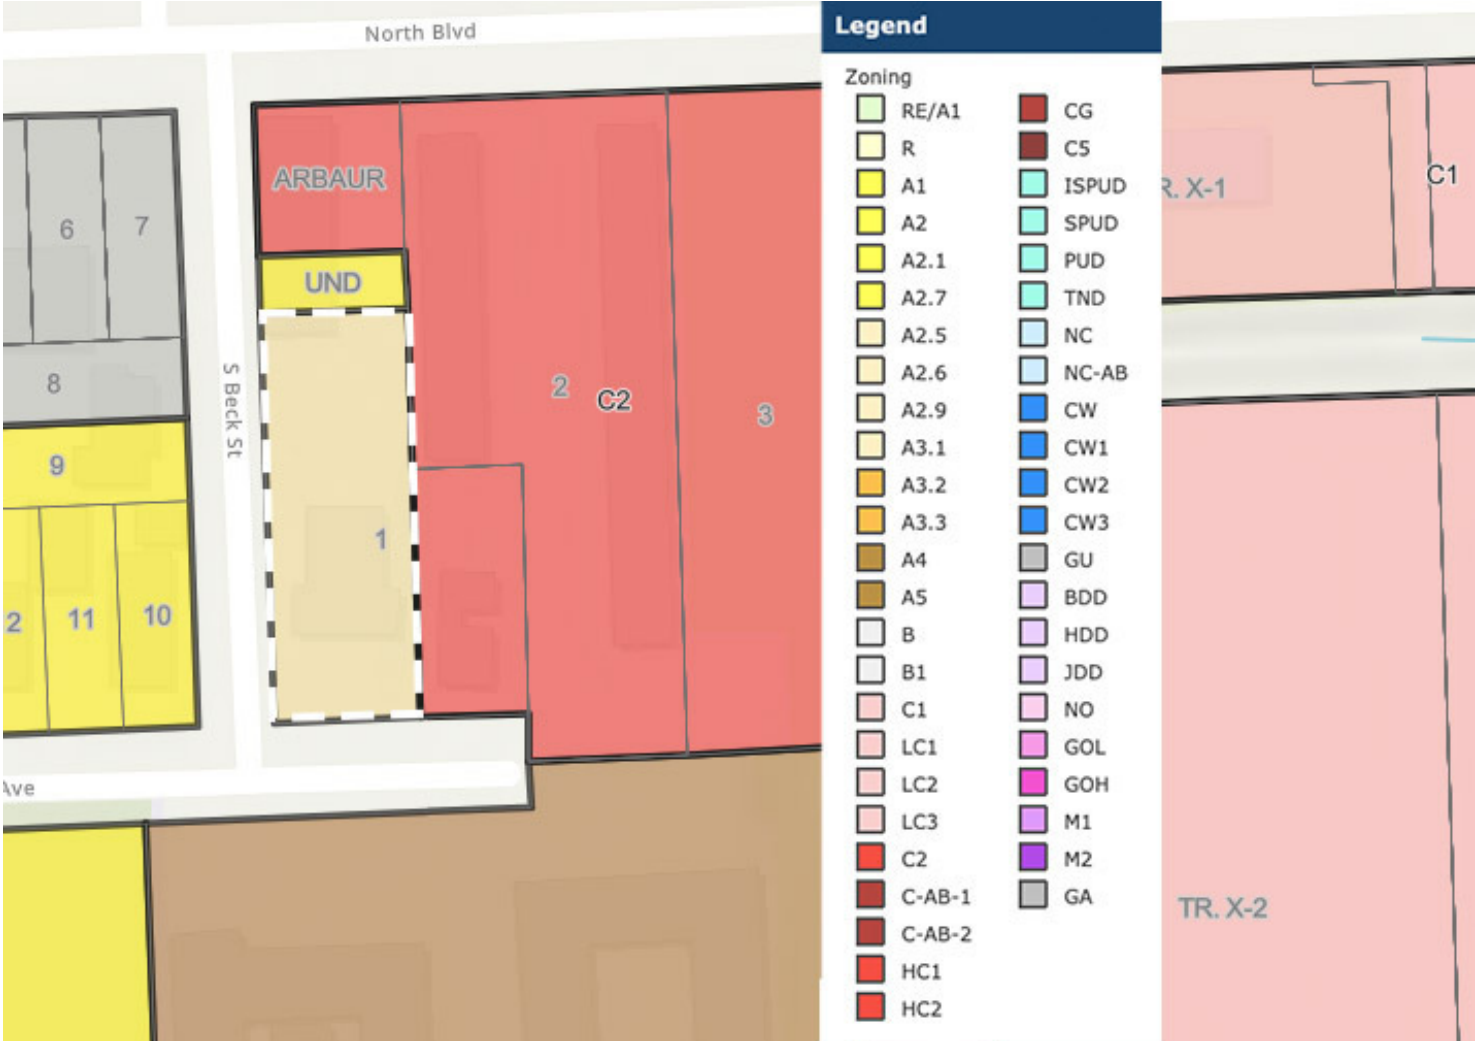 North Blvd
ARBAUR
6
7
UND
8
S Beck St
2
C2
3
9
1
2
11
10
Ave
Legend
Zoning
RE/A1
R
A1
A2
A2.1
A2.7
A2.5
A2.6
A2.9
A3.1
A3.2
A3.3
A4
A5
B
B1
C1
LC1
LC2
LC3
C2
C-AB-1
C-AB-2
HC1
HC2
CG
C5
ISPUD
SPUD
PUD
TND
NC
NC-AB
CW
CW1
CW2
CW3
GU
BDD
HDD
JDD
NO
GOL
GOH
M1
M2
GA
R. X-1
C1
TR. X-2